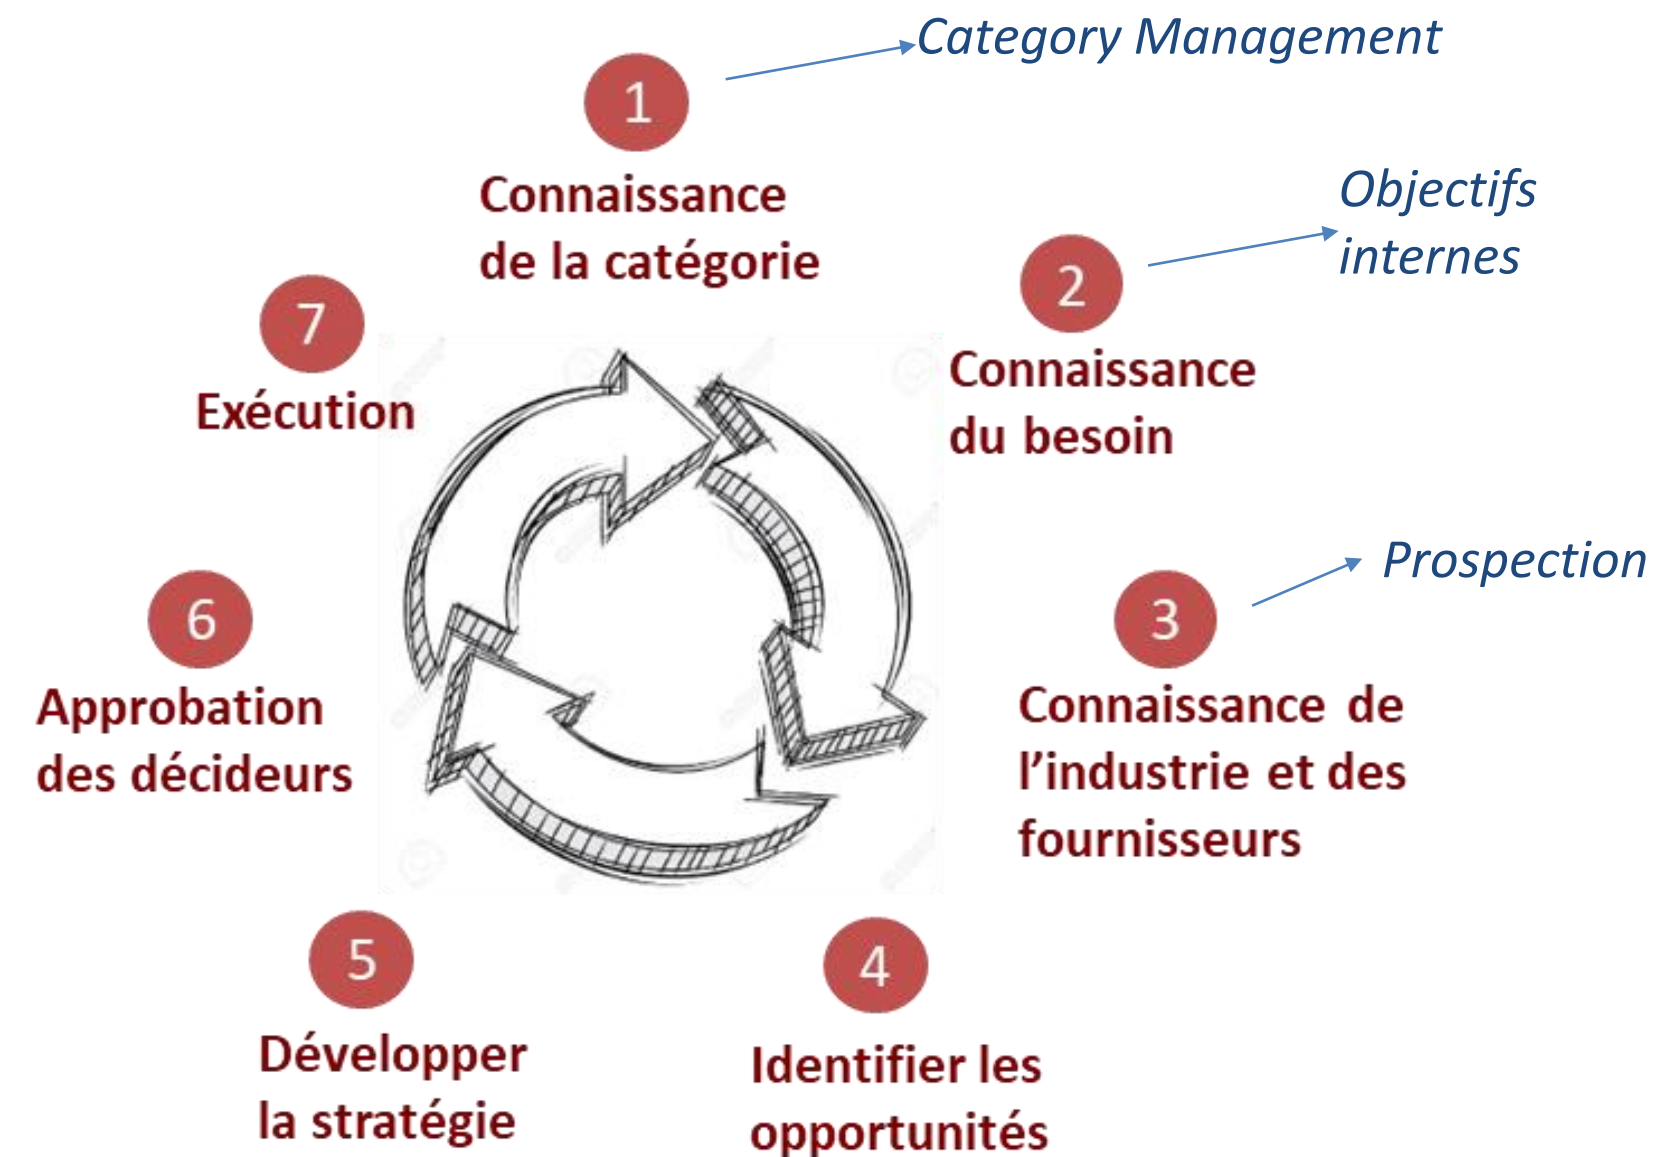 Category Management
1
Connaissance
de la catégorie
Objectifs
internes
2
Connaissance
du besoin
Prospection
3
Connaissance de
l’industrie et des
fournisseurs
4
Identifier les
opportunités
5
Développer
la stratégie
6
Approbation
des décideurs
7
Exécution